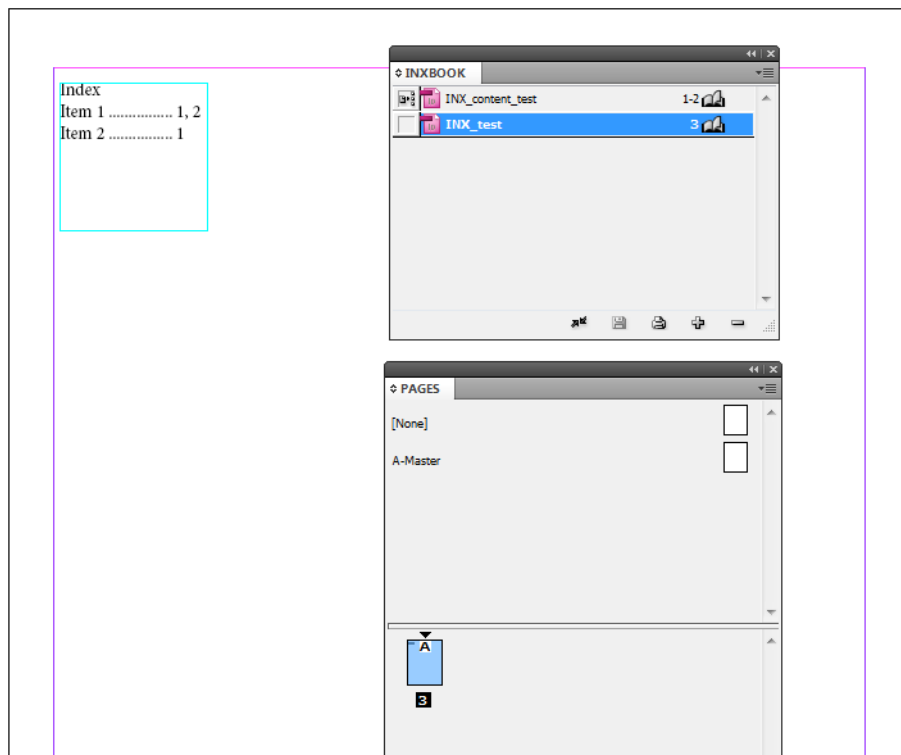 Index
Item 1 ................ 1, 2
Item 2 ................ 1
INXBOOK
INX_content_test 1-2
INX_test 3
PAGES
[None]
A-Master
A
3